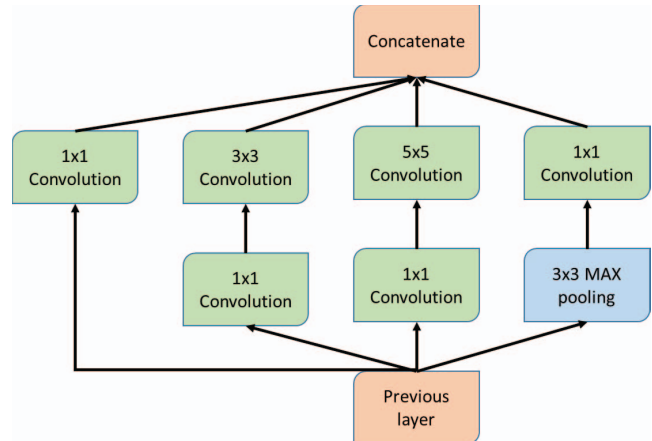 Concatenate
1x1
Convolution
3x3
Convolution
5x5
Convolution
1x1
Convolution
1x1
Convolution
1x1
Convolution
3x3 MAX
pooling
Previous
layer